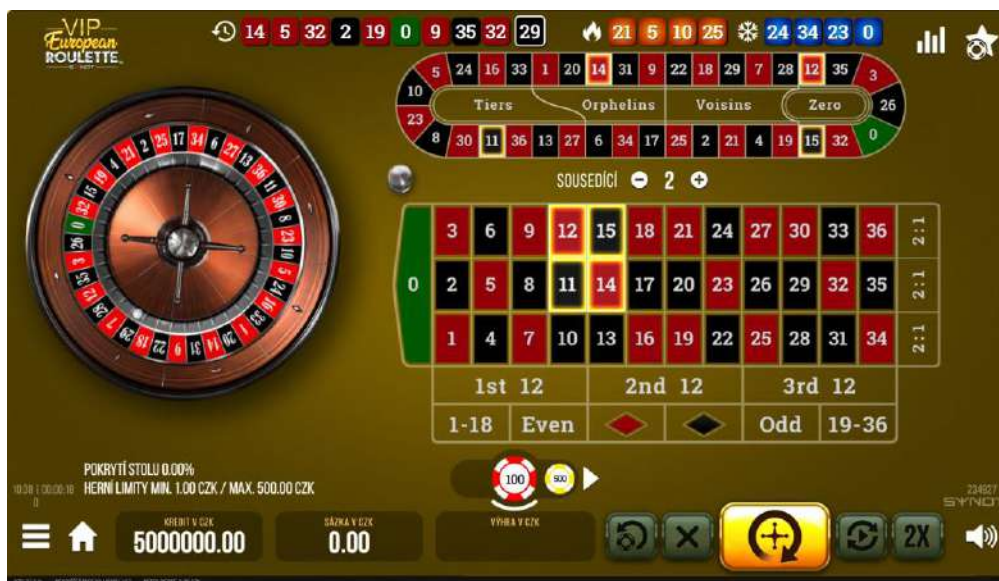 VIP
European
ROULETTE
14 5 32 2 19 0 9 35 32 29
21 5 10 25
24 34 23 0
5 24 16 33 1 20 14 31 9 22 18 29 7 28 12 35 3
10
Tiers Orphelins Voisins Zero 26
23
8 30 11 36 13 27 6 34 17 25 2 21 4 19 15 32 0
SOUSEDÍCÍ 2
3 6 9 12 15 18 21 24 27 30 33 36 2:1
0 2 5 8 11 14 17 20 23 26 29 32 35 2:1
1 4 7 10 13 16 19 22 25 28 31 34 2:1
1st 12 2nd 12 3rd 12
1-18 Even Odd 19-36
POKRYTÍ STOLU 0.00%
HERNÍ LIMITY MIN. 1.00 CZK / MAX. 500.00 CZK
100 500
234927
SYNOT
KREDIT V CZK
5000000.00
SÁZKA V CZK
0.00
VÝHRA V CZK
2X